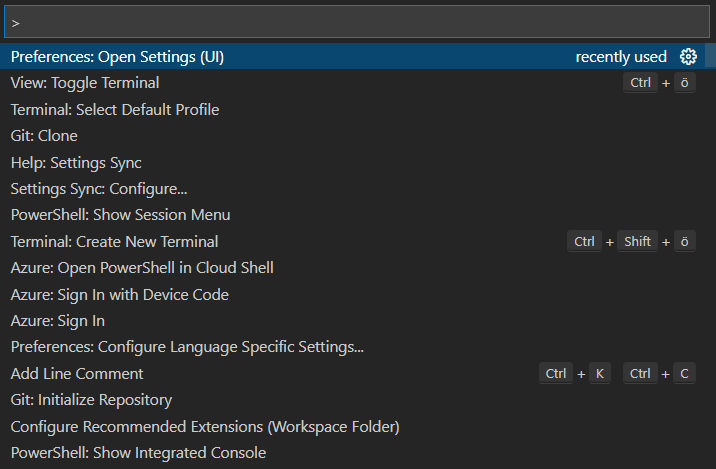 >
Preferences: Open Settings (UI) recently used
View: Toggle Terminal Ctrl + ö
Terminal: Select Default Profile
Git: Clone
Help: Settings Sync
Settings Sync: Configure...
PowerShell: Show Session Menu
Terminal: Create New Terminal Ctrl + Shift + ö
Azure: Open PowerShell in Cloud Shell
Azure: Sign In with Device Code
Azure: Sign In
Preferences: Configure Language Specific Settings...
Add Line Comment Ctrl + K Ctrl + C
Git: Initialize Repository
Configure Recommended Extensions (Workspace Folder)
PowerShell: Show Integrated Console